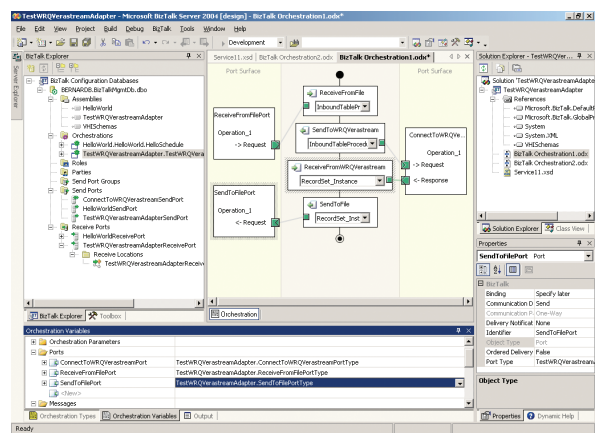 TestWRQVerastreamAdapter - Microsoft BizTalk Server 2004 [design] - BizTalk Orchestration1.odx*
File Edit View Project Build Debug BizTalk Tools Window Help
Development
BizTalk Explorer
Server Explorer
BizTalk Configuration Databases
BERNARDB.BizTalkMgmtDb.dbo
Assemblies
HelloWorld
TestWRQVerastreamAdapter
VHISchemas
Orchestrations
HelloWorld.HelloWorld.HelloSchedule
TestWRQVerastreamAdapter.TestWRQVera
Roles
Parties
Send Port Groups
Send Ports
ConnectToWRQVerastreamSendPort
HelloWorldSendPort
TestWRQVerastreamAdapterSendPort
Receive Ports
HelloWorldReceivePort
TestWRQVerastreamAdapterReceivePort
Receive Locations
TestWRQVerastreamAdapterReceive
BizTalk Explorer Toolbox
Service11.xsd BizTalk Orchestration2.odx BizTalk Orchestration1.odx*
Port Surface
Port Surface
ReceiveFromFilePort
Operation_1
-> Request
SendToFilePort
Operation_1
<- Request
ReceiveFromFile
InboundTablePr
SendToWRQVerastream
InboundTableProcedu
ReceiveFromWRQVerastream
RecordSet_Instance
SendToFile
RecordSet_Inst
ConnectToWRQVe...
Operation_1
-> Request
<- Response
Orchestration
Solution Explorer - TestWRQVer...
Solution 'TestWRQVerastreamAdapte
TestWRQVerastreamAdapter
References
Microsoft.BizTalk.Default
Microsoft.BizTalk.GlobalPr
System
System.XML
VHISchemas
BizTalk Orchestration1.odx
BizTalk Orchestration2.odx
Service11.xsd
Solution Explorer Class View
Properties
SendToFilePort Port
BizTalk
Binding Specify later
Communication D Send
Communication P One-Way
Delivery Notificat None
Identifier SendToFilePort
Object Type Port
Ordered Delivery False
Port Type TestWRQVerastreamA
Object Type
Properties Dynamic Help
Orchestration Variables
Orchestration Parameters
Ports
ConnectToWRQVerastreamPort TestWRQVerastreamAdapter.ConnectToWRQVerastreamPortType
ReceiveFromFilePort TestWRQVerastreamAdapter.ReceiveFromFilePortType
SendToFilePort TestWRQVerastreamAdapter.SendToFilePortType
<New>
Messages
Orchestration Types Orchestration Variables Output
Ready